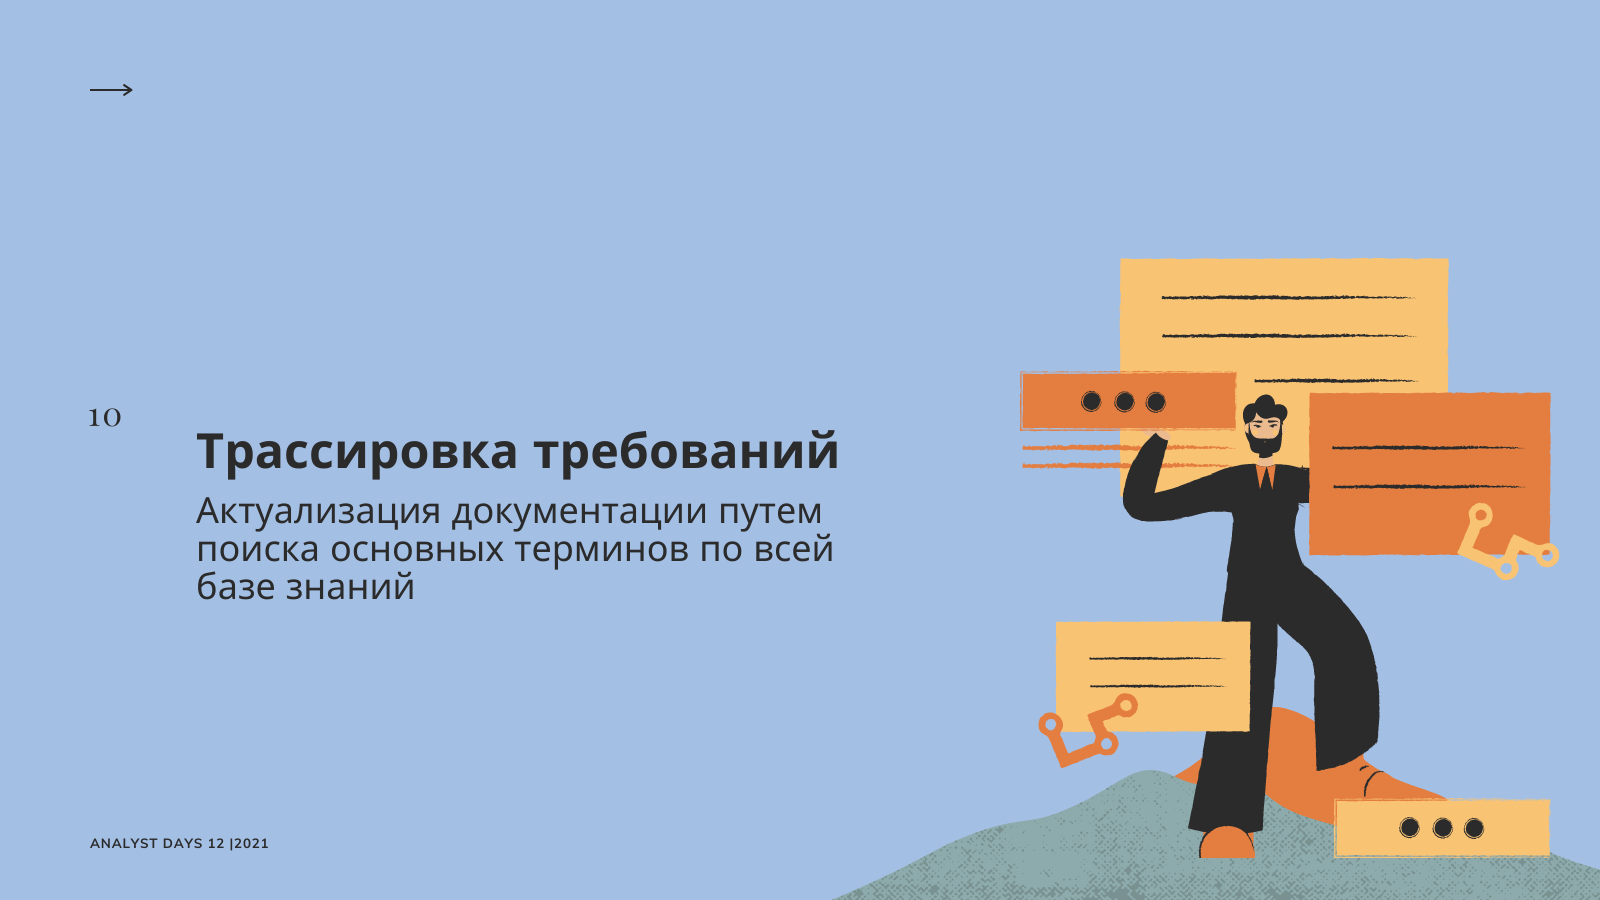 10
Трассировка требований
Актуализация документации путем
поиска основных терминов по всей
базе знаний
ANALYST DAYS 12 |2021